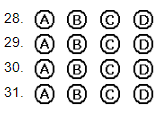 28. A B C D
29. A B C D
30. A B C D
31. A B C D